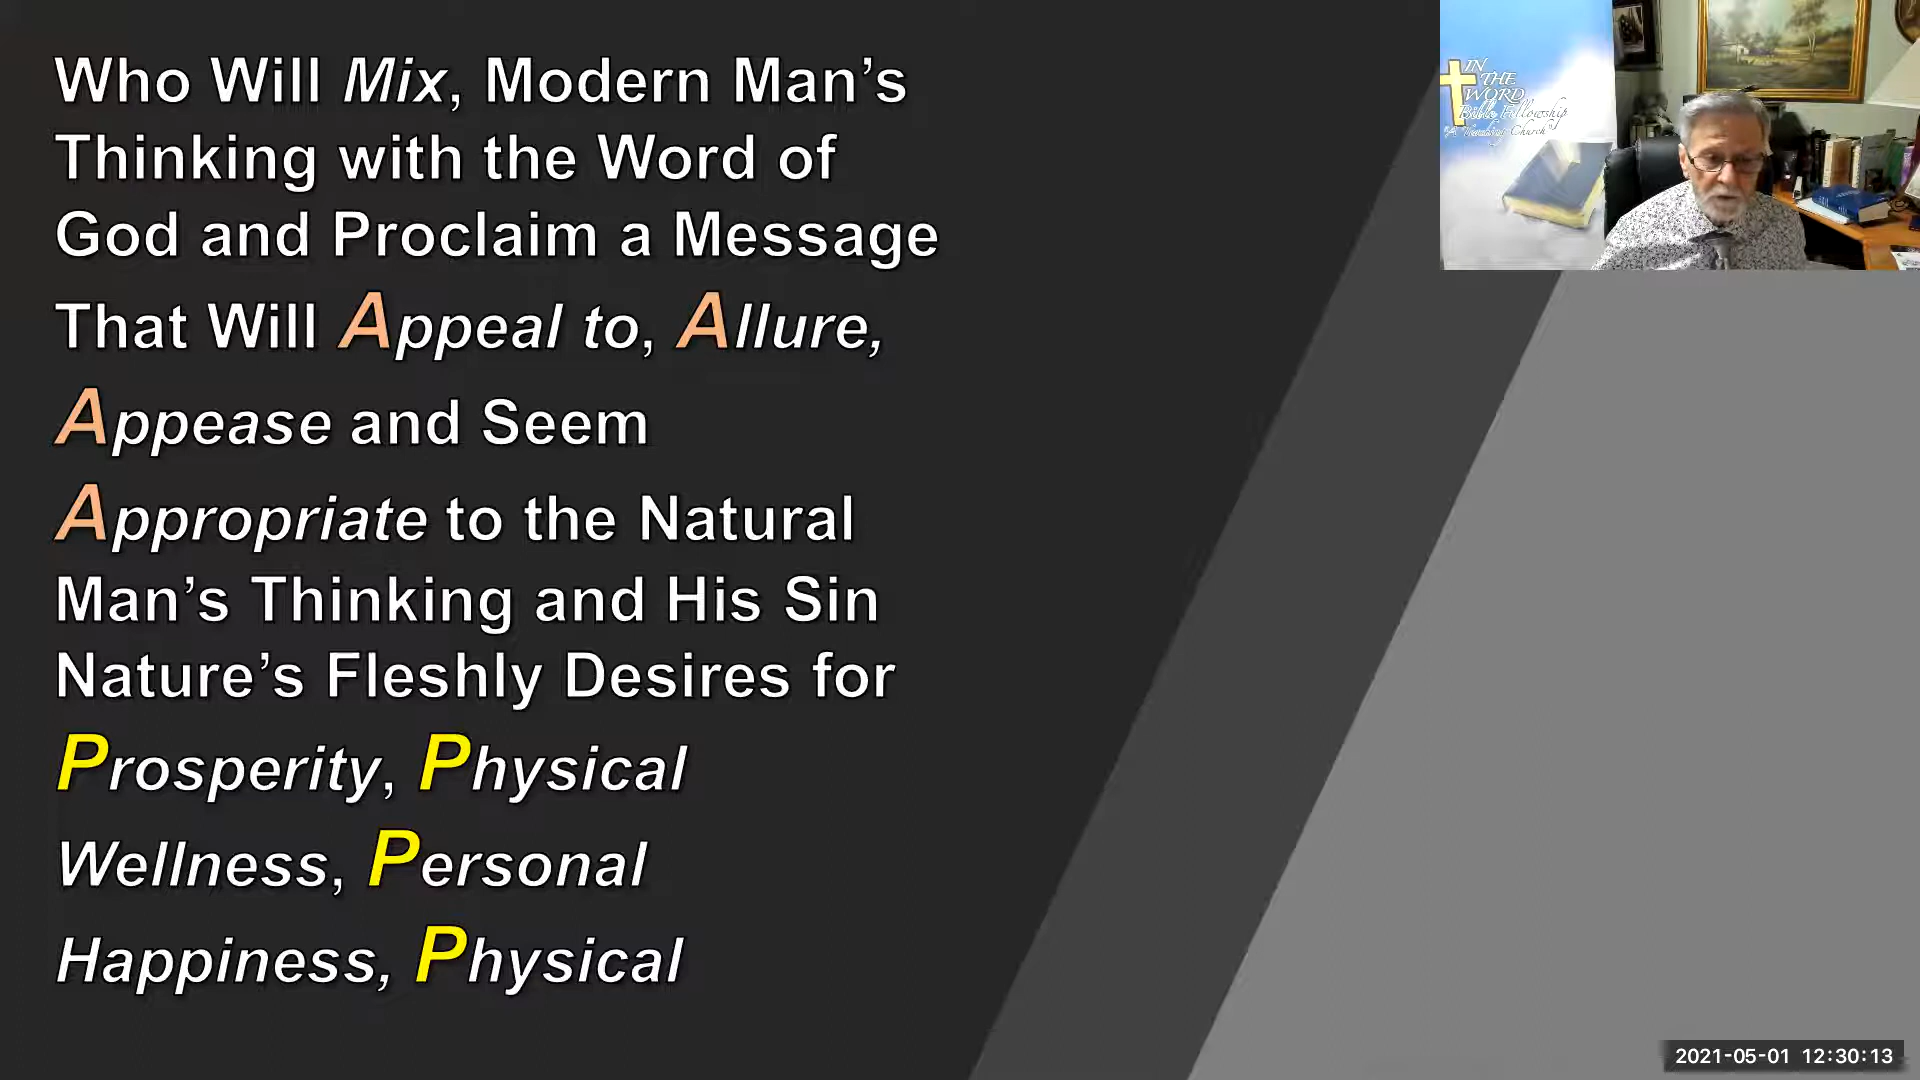 Who Will Mix, Modern Man’s
Thinking with the Word of
God and Proclaim a Message
That Will Appeal to, Allure,
Appease and Seem
Appropriate to the Natural
Man’s Thinking and His Sin
Nature’s Fleshly Desires for
Prosperity, Physical
Wellness, Personal
Happiness, Physical
IN
THE
WORD
Bible Fellowship
"A Teaching Church"
2021-05-01 12:30:13